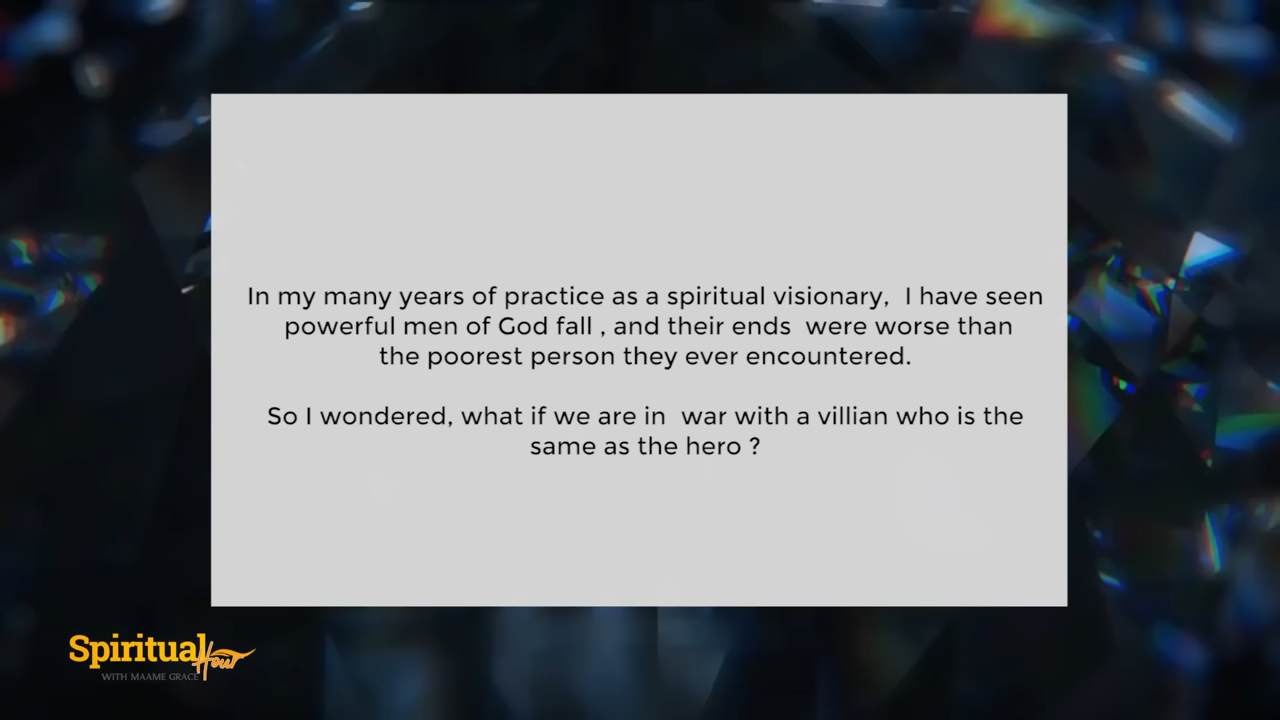 In my many years of practice as a spiritual visionary, I have seen
powerful men of God fall , and their ends were worse than
the poorest person they ever encountered.
So I wondered, what if we are in war with a villian who is the
same as the hero ?
Spiritual
Hour
WITH MAAME GRACE